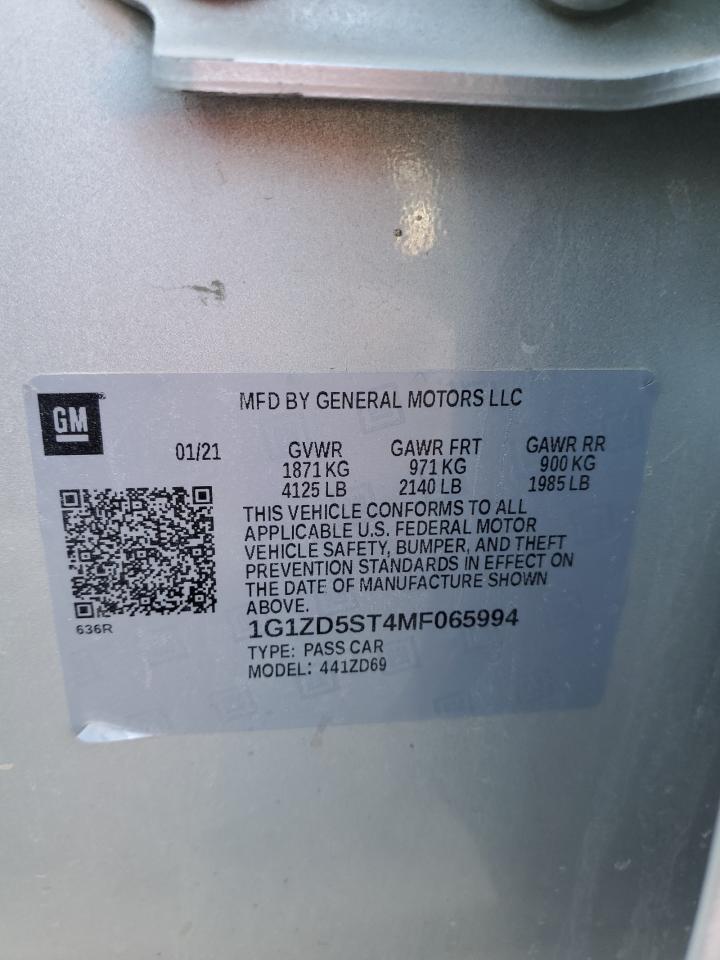 GM
MFD BY GENERAL MOTORS LLC
01/21 GVWR GAWR FRT GAWR RR
1871 KG 971 KG 900 KG
4125 LB 2140 LB 1985 LB
THIS VEHICLE CONFORMS TO ALL
APPLICABLE U.S. FEDERAL MOTOR
VEHICLE SAFETY, BUMPER, AND THEFT
PREVENTION STANDARDS IN EFFECT ON
THE DATE OF MANUFACTURE SHOWN
ABOVE.
636R
1G1ZD5ST4MF065994
TYPE: PASS CAR
MODEL: 441ZD69